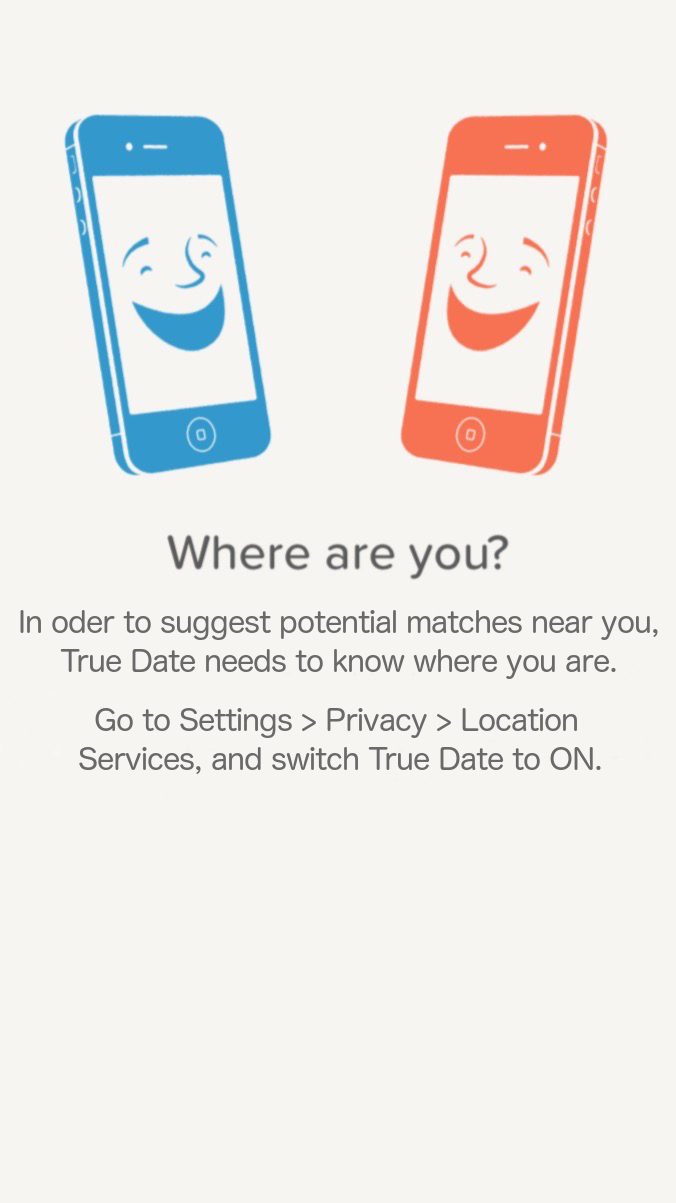 Where are you?
In oder to suggest potential matches near you,
True Date needs to know where you are.
Go to Settings > Privacy > Location
Services, and switch True Date to ON.